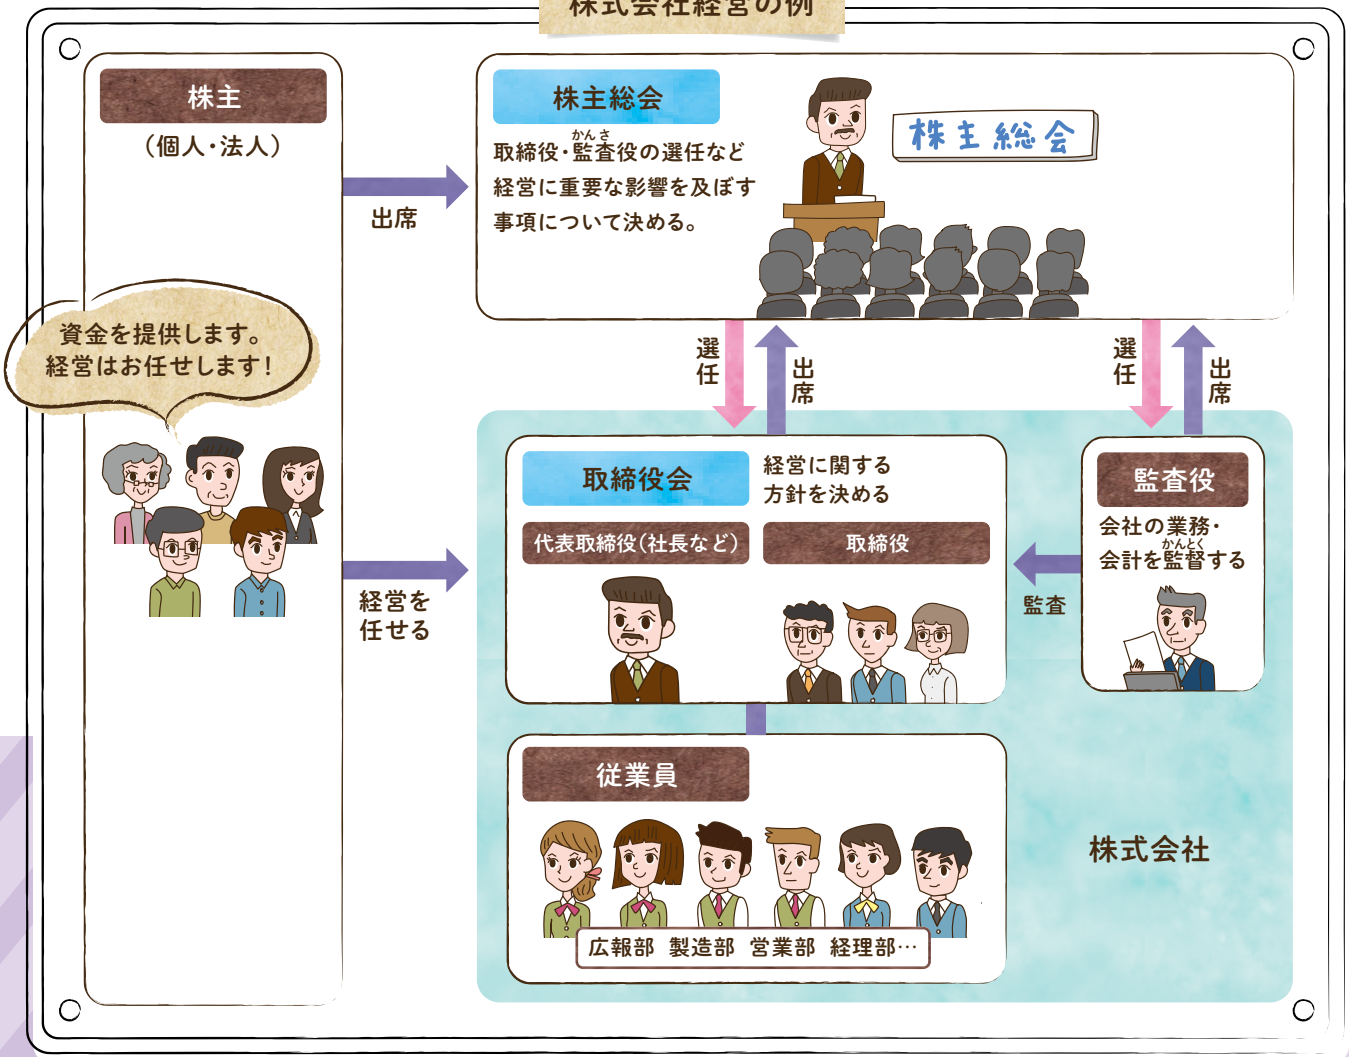 株式会社経営の例
株主
（個人・法人）
資金を提供します。
経営はお任せします！
出席
経営を
任せる
株主総会
かんさ
取締役・監査役の選任など
経営に重要な影響を及ぼす
事項について決める。
株主総会
選任
出席
選任
出席
取締役会
経営に関する
方針を決める
代表取締役（社長など）
取締役
監査役
会社の業務・
かんとく
会計を監督する
監査
従業員
広報部 製造部 営業部 経理部…
株式会社